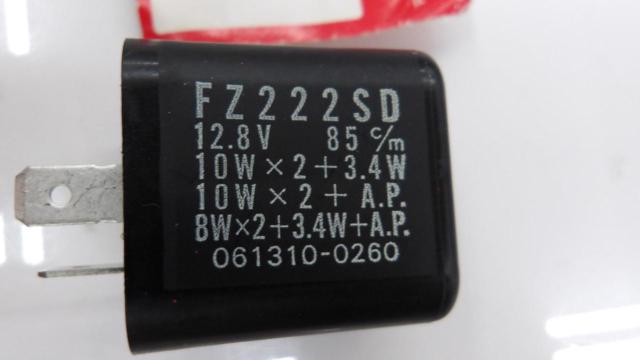 FZ222SD
12.8V 85 c/m
10W×2+3.4W
10W×2+A.P.
8W×2+3.4W+A.P.
061310-0260